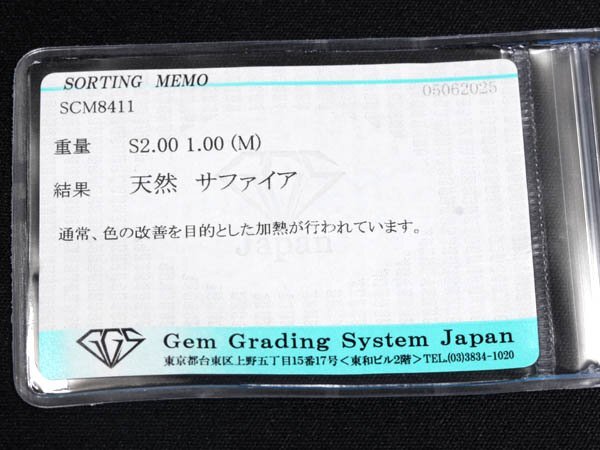 SORTING MEMO
05062025
SCM8411
重量 S2.00 1.00 (M)
結果 天然 サファイア
通常、色の改善を目的とした加熱が行われています。
Japan
GGS Gem Grading System Japan
東京都台東区上野五丁目15番17号＜東和ビル2階＞TEL.(03)3834-1020